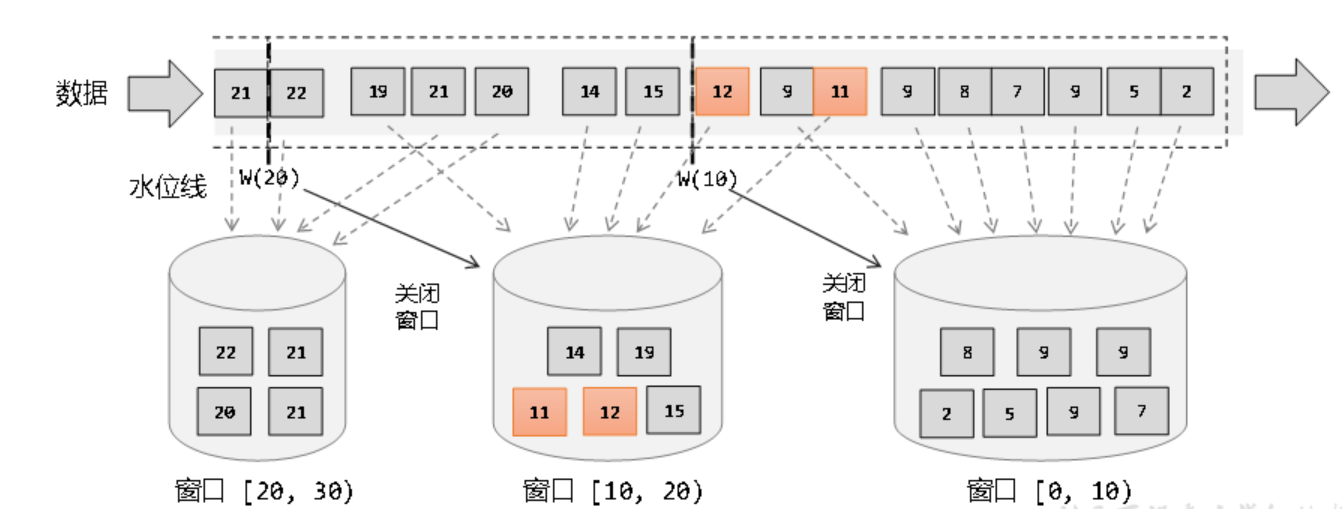 数据 21 22 19 21 20 14 15 12 9 11 9 8 7 9 5 2
水位线 W(20) W(10)
关闭
窗口
关闭
窗口
22 21
20 21
14 19
11 12 15
8 9 9
2 5 9 7
窗口 [20, 30)
窗口 [10, 20)
窗口 [0, 10)